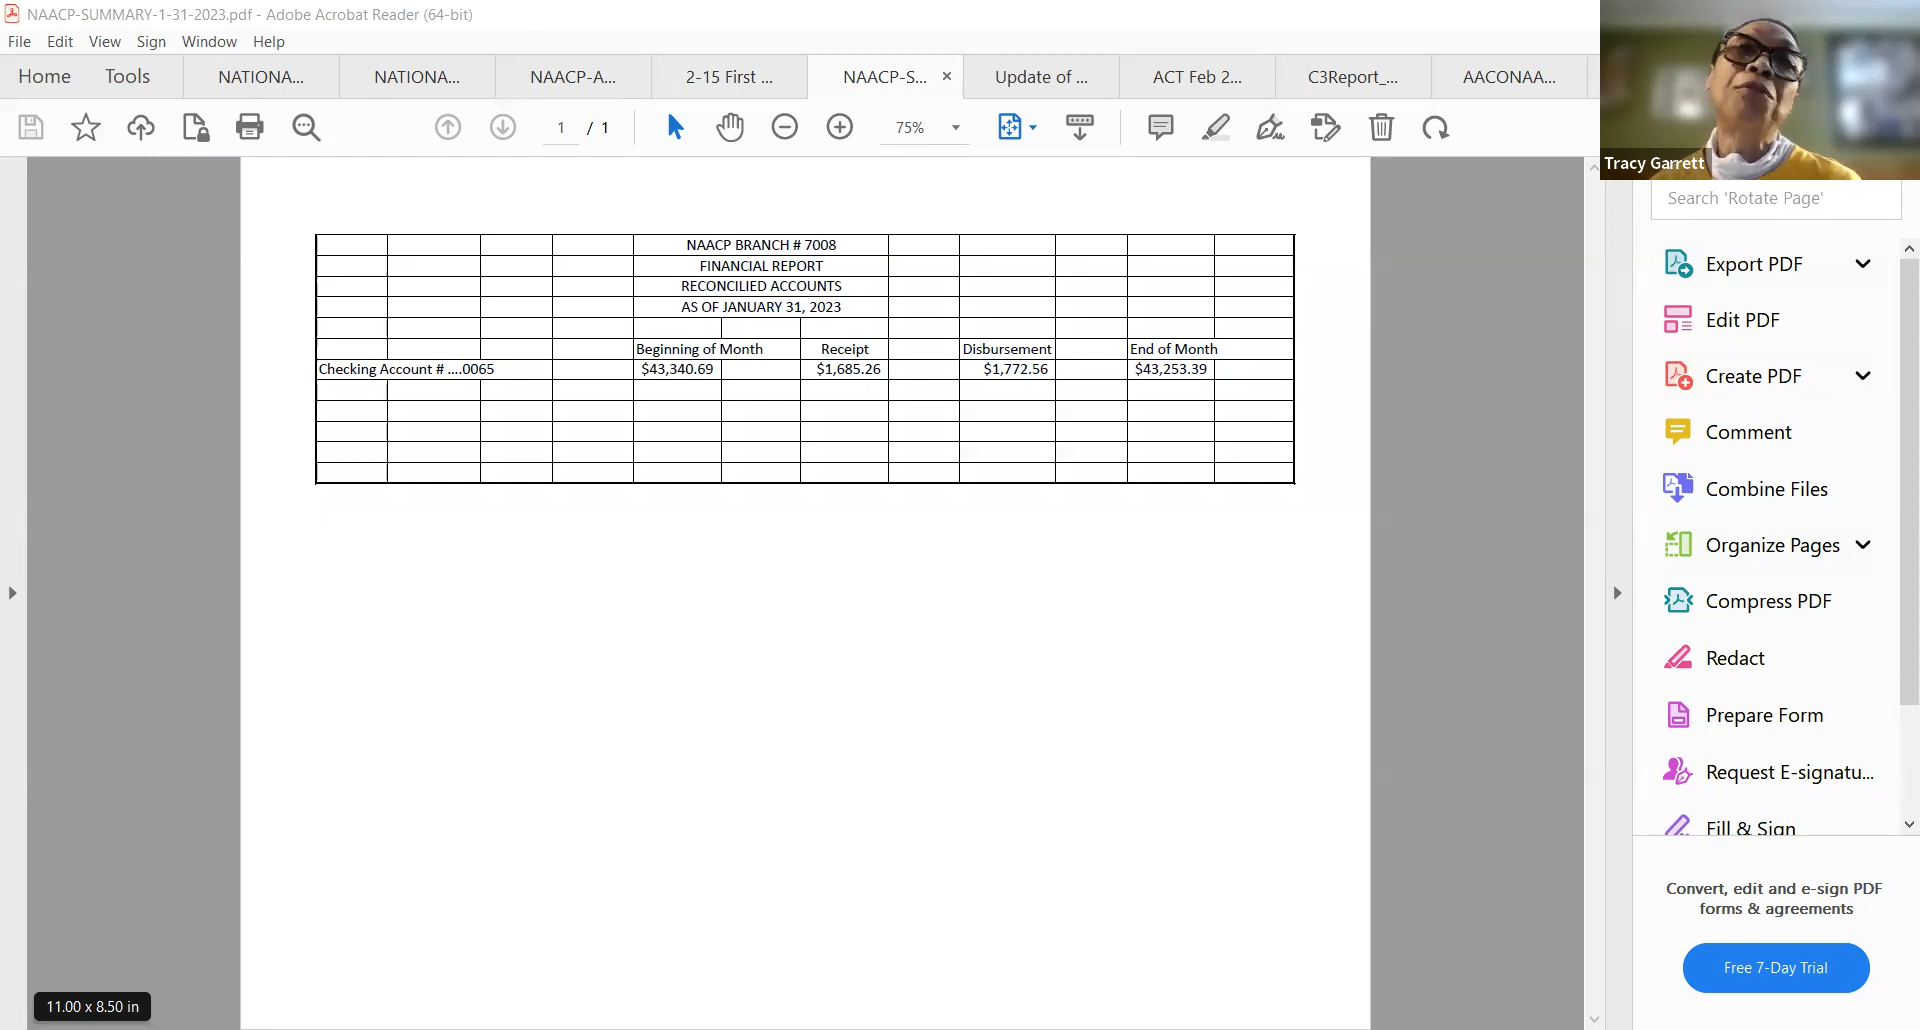 NAACP-SUMMARY-1-31-2023.pdf - Adobe Acrobat Reader (64-bit)
File Edit View Sign Window Help
Home Tools NATIONA... NATIONA... NAACP-A... 2-15 First ... NAACP-S... Update of ... ACT Feb 2... C3Report_... AACONAA...
1 / 1 75%
Tracy Garrett
Search 'Rotate Page'
NAACP BRANCH # 7008
FINANCIAL REPORT
RECONCILIED ACCOUNTS
AS OF JANUARY 31, 2023
Beginning of Month Receipt Disbursement End of Month
Checking Account # ....0065 $43,340.69 $1,685.26 $1,772.56 $43,253.39
Export PDF
Edit PDF
Create PDF
Comment
Combine Files
Organize Pages
Compress PDF
Redact
Prepare Form
Request E-signatu...
Fill & Sign
Convert, edit and e-sign PDF
forms & agreements
Free 7-Day Trial
11.00 x 8.50 in